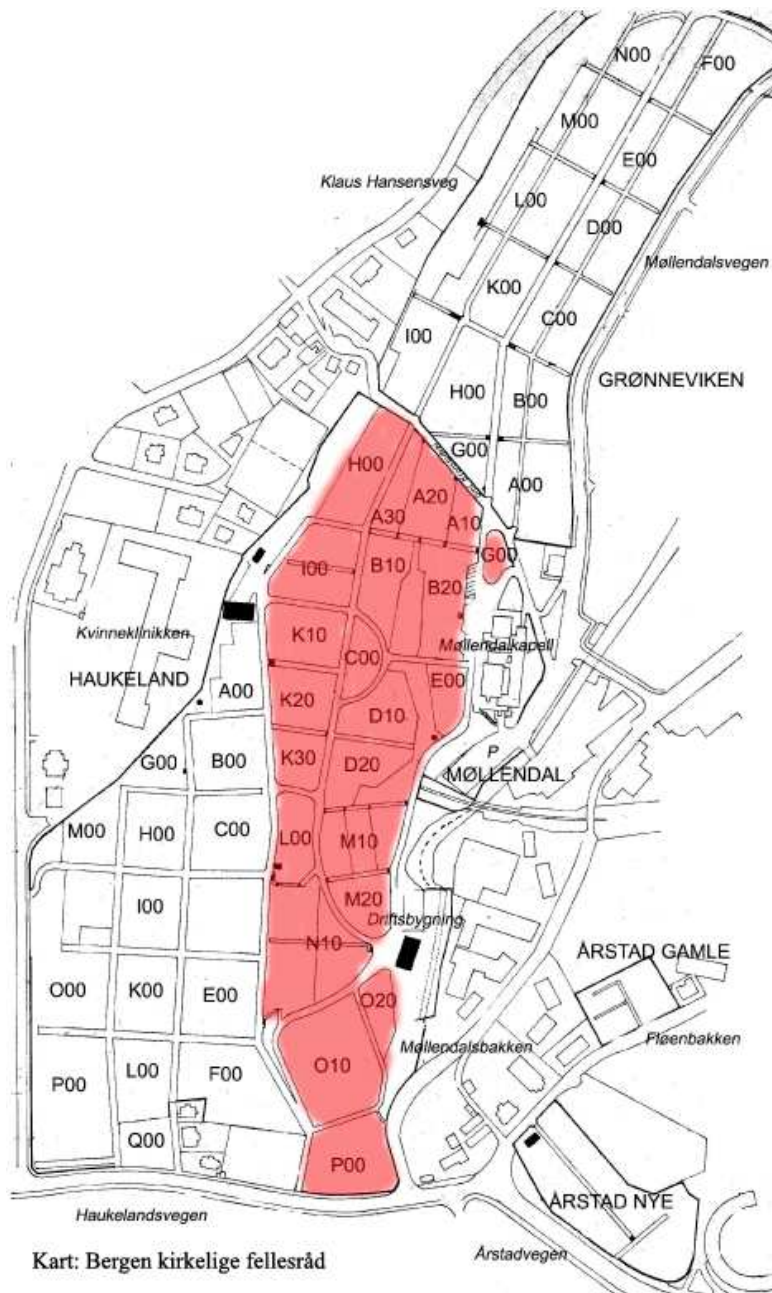 N00
F00
M00
E00
Klaus Hansensveg
L00
D00
Møllendalsvegen
K00
C00
I00
GRØNNEVIKEN
H00
B00
G00
H00
A00
A20
A30
A10
G00
B10
I00
B20
K10
Kvinneklinikken
Møllendalkapell
C00
HAUKELAND
E00
A00
K20
D10
G00
B00
K30
P
D20
MØLLENDAL
M00
H00
C00
L00
M10
I00
M20
Driftsbygning
N10
ÅRSTAD GAMLE
O00
K00
E00
O20
Fløenbakken
Møllendalsbakken
P00
L00
F00
O10
Q00
P00
ÅRSTAD NYE
Haukelandsvegen
Årstadvegen
Kart: Bergen kirkelige fellesråd